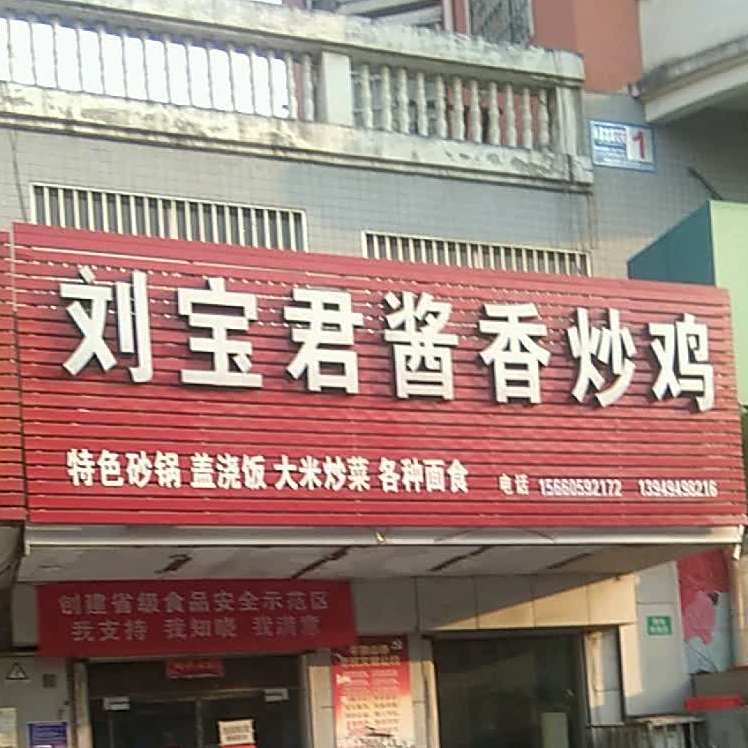 1
刘宝君酱香炒鸡
特色砂锅 盖浇饭 大米炒菜 各种面食 电话 15660592172 13949498216
创建省级食品安全示范区
我支持 我知晓 我满意